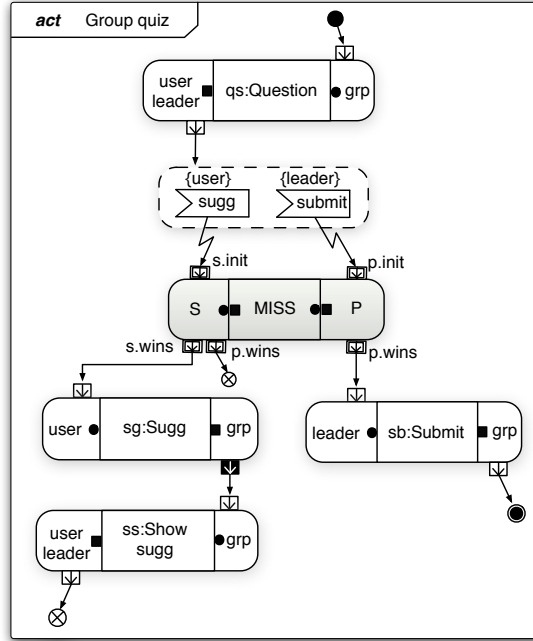 act Group quiz
user
leader
qs:Question
grp
{user}
{leader}
sugg
submit
s.init
p.init
S
MISS
P
s.wins
p.wins
p.wins
user
sg:Sugg
grp
leader
sb:Submit
grp
user
leader
ss:Show
sugg
grp